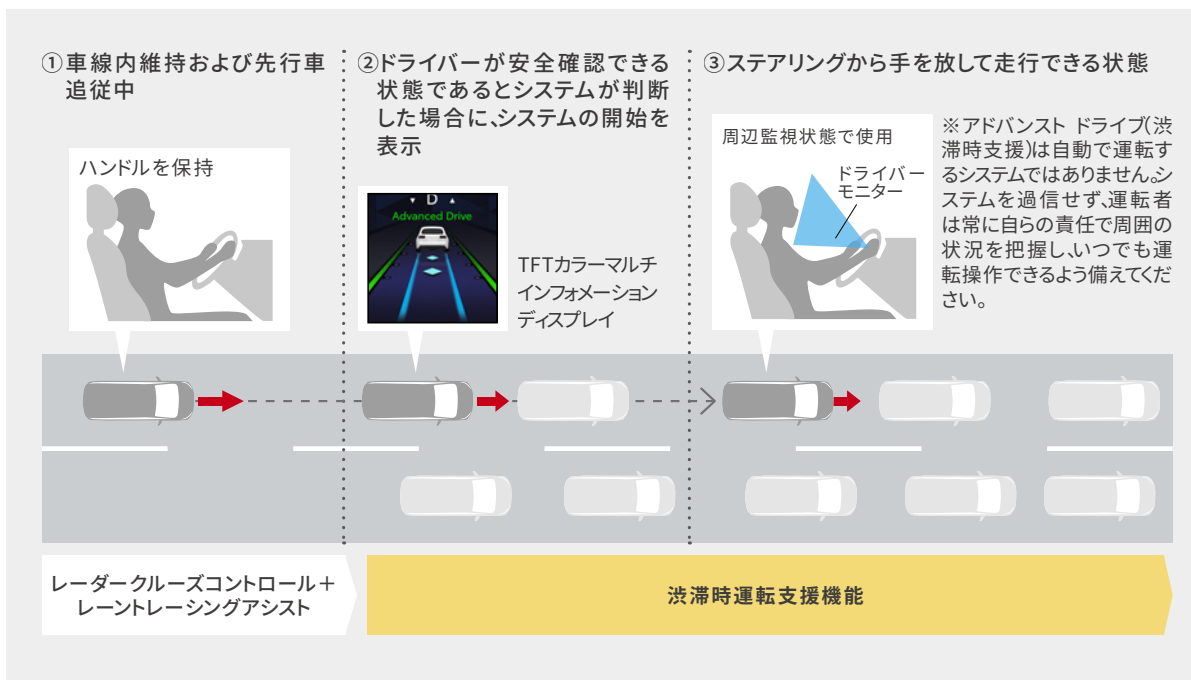 ①車線内維持および先行車
追従中
②ドライバーが安全確認できる
状態であるとシステムが判断
した場合に、システムの開始を
表示
③ステアリングから手を放して走行できる状態
ハンドルを保持
D
Advanced Drive
TFTカラーマルチ
インフォメーション
ディスプレイ
周辺監視状態で使用
ドライバー
モニター
※アドバンスト ドライブ(渋
滞時支援)は自動で運転す
るシステムではありません。シ
ステムを過信せず、運転者
は常に自らの責任で周囲の
状況を把握し、いつでも運
転操作できるよう備えてくだ
さい。
レーダークルーズコントロール＋
レーントレーシングアシスト
渋滞時運転支援機能